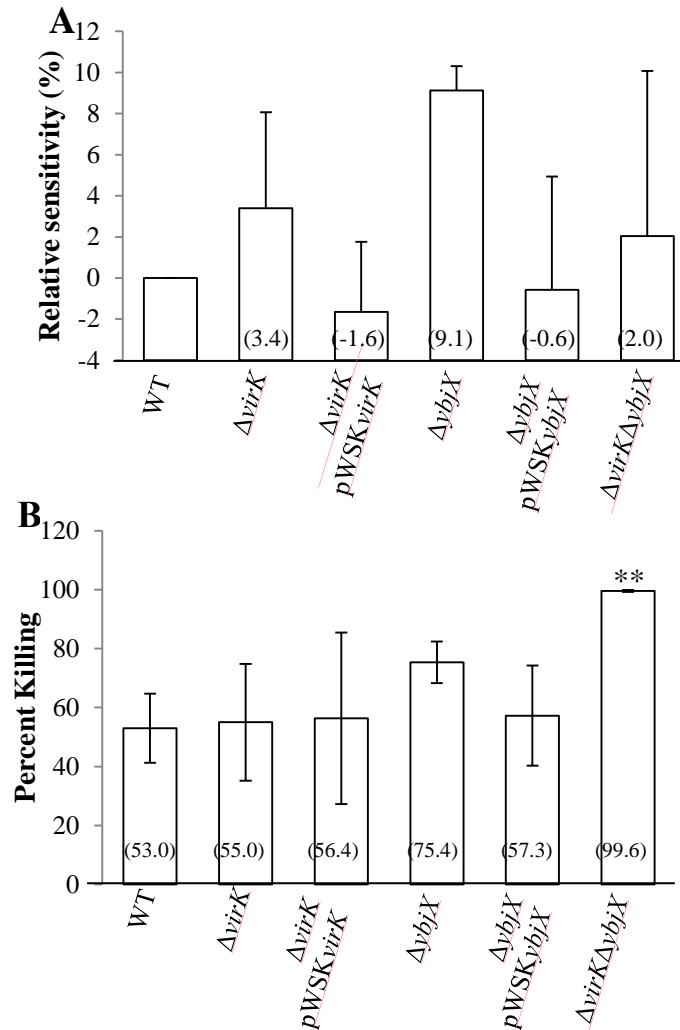 A
Relative sensitivity (%)
12
10
8
6
4
2
0
-2
-4
(3.4)
(-1.6)
(9.1)
(-0.6)
(2.0)
WT
ΔvirK
ΔvirK
pWSKvirK
ΔybjX
ΔybjX
pWSKybjX
ΔvirKΔybjX
B
Percent Killing
120
100
80
60
40
20
0
**
(53.0)
(55.0)
(56.4)
(75.4)
(57.3)
(99.6)
WT
ΔvirK
ΔvirK
pWSKvirK
ΔybjX
ΔybjX
pWSKybjX
ΔvirKΔybjX